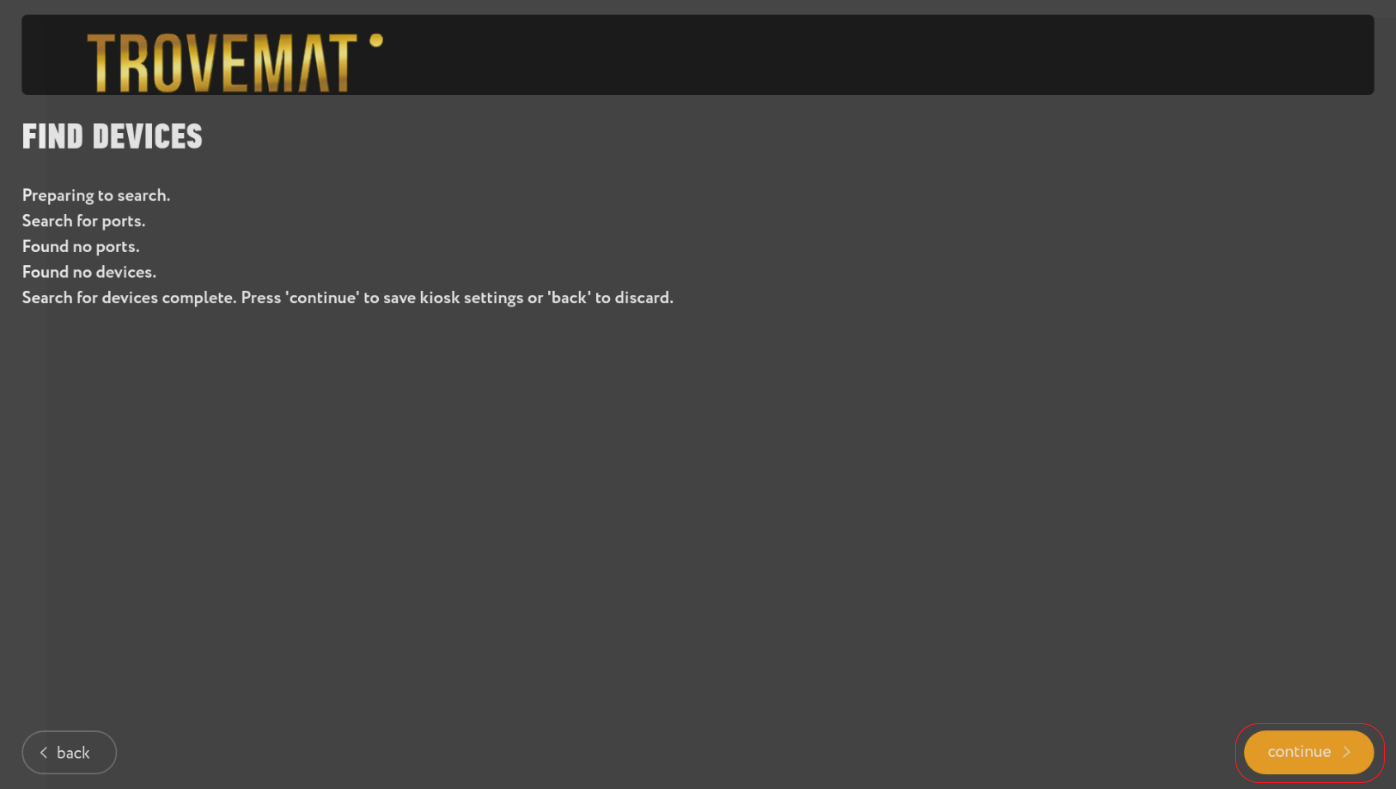 TROVEMAT
FIND DEVICES
Preparing to search.
Search for ports.
Found no ports.
Found no devices.
Search for devices complete. Press 'continue' to save kiosk settings or 'back' to discard.
back
continue